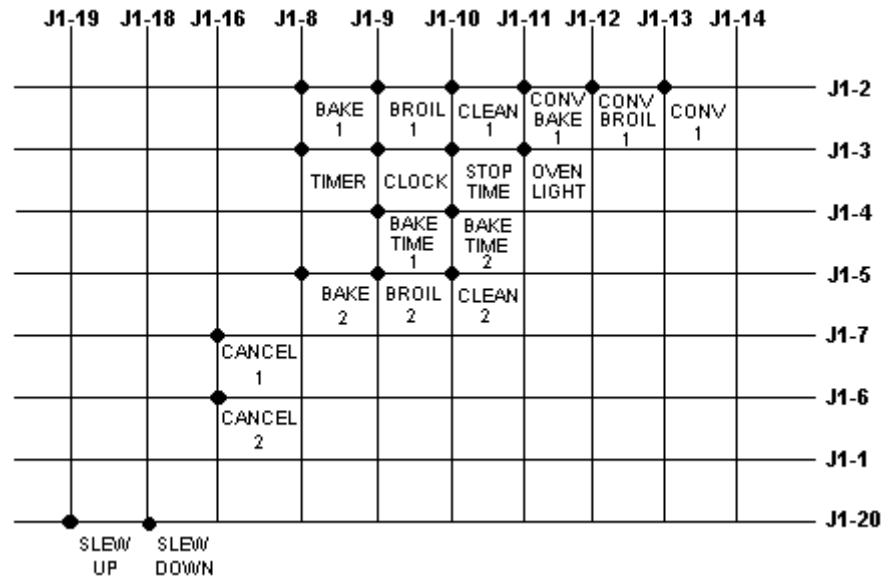 J1-19 J1-18 J1-16 J1-8 J1-9 J1-10 J1-11 J1-12 J1-13 J1-14
J1-2
BAKE 1
BROIL 1
CLEAN 1
CONV BAKE 1
CONV BROIL 1
CONV 1
J1-3
TIMER
CLOCK
STOP TIME
OVEN LIGHT
J1-4
BAKE TIME 1
BAKE TIME 2
J1-5
BAKE 2
BROIL 2
CLEAN 2
J1-7
CANCEL 1
J1-6
CANCEL 2
J1-1
J1-20
SLEW UP
SLEW DOWN